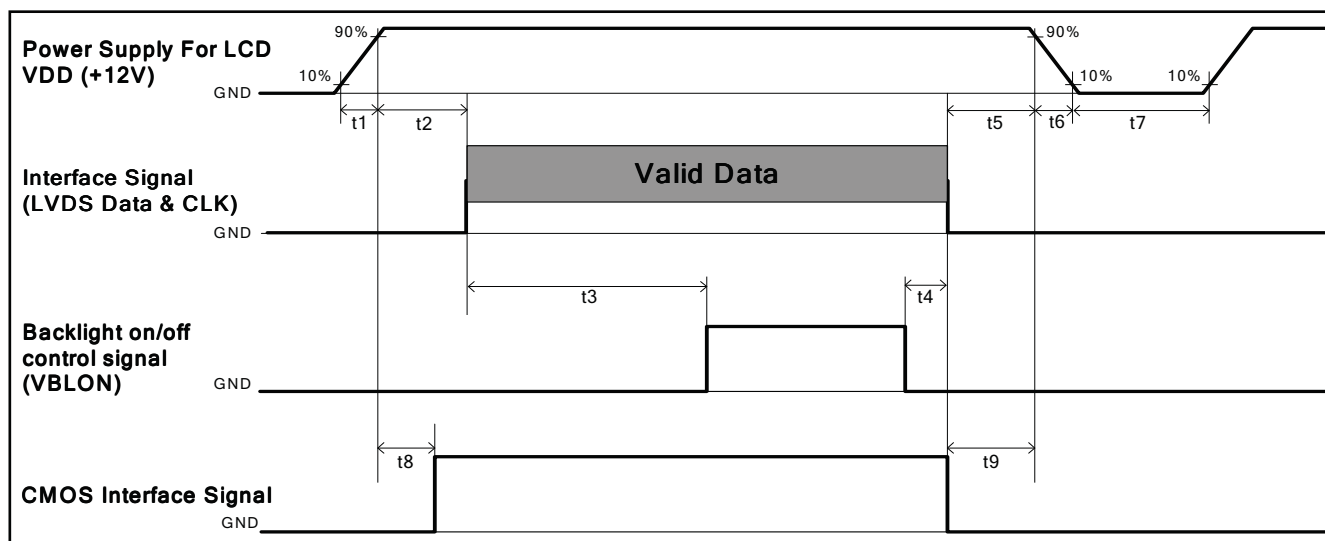 Power Supply For LCD
VDD (+12V)
90%
90%
10%
10%
10%
GND
t1
t2
t5
t6
t7
Interface Signal
(LVDS Data & CLK)
Valid Data
GND
t3
t4
Backlight on/off
control signal
(VBLON)
GND
t8
t9
CMOS Interface Signal
GND